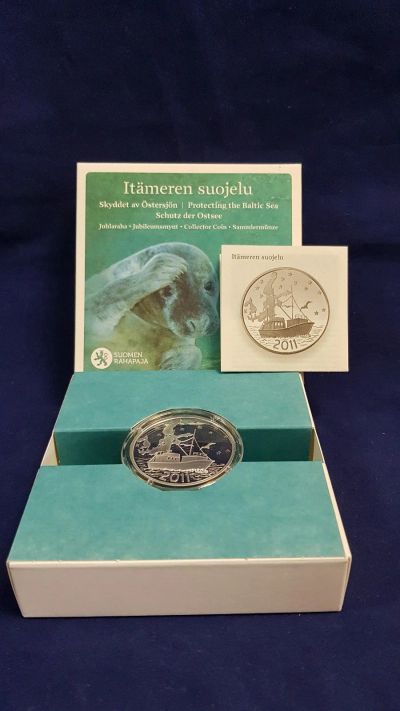 Itämeren suojelu
Skyddet av Östersjön | Protecting the Baltic Sea
Schutz der Ostsee
Juhlaraha • Jubileumsmynt • Collector Coin • Sammlermünze
SUOMEN
RAHAPAJA
Itämeren suojelu
2011
2011